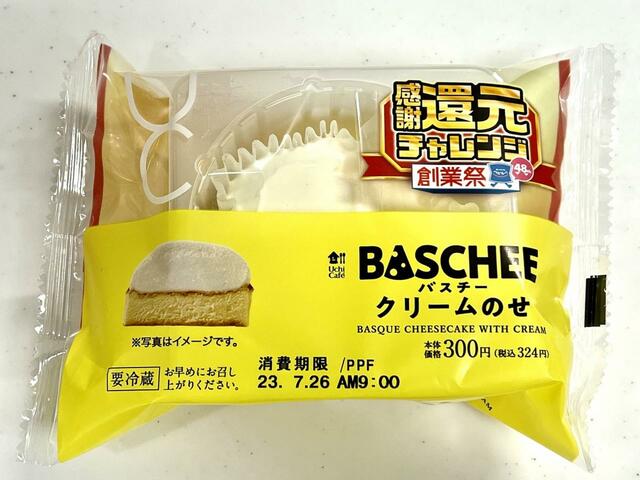 感謝還元
チャレンジ
創業祭
48th
UC
Uchi
Café
BASCHEE
バスチー
クリームのせ
BASQUE CHEESECAKE WITH CREAM
本体
価格 300円(税込324円)
※写真はイメージです。
要冷蔵 お早めにお召し
上がりください。
消費期限 /PPF
23. 7.26 AM9:00